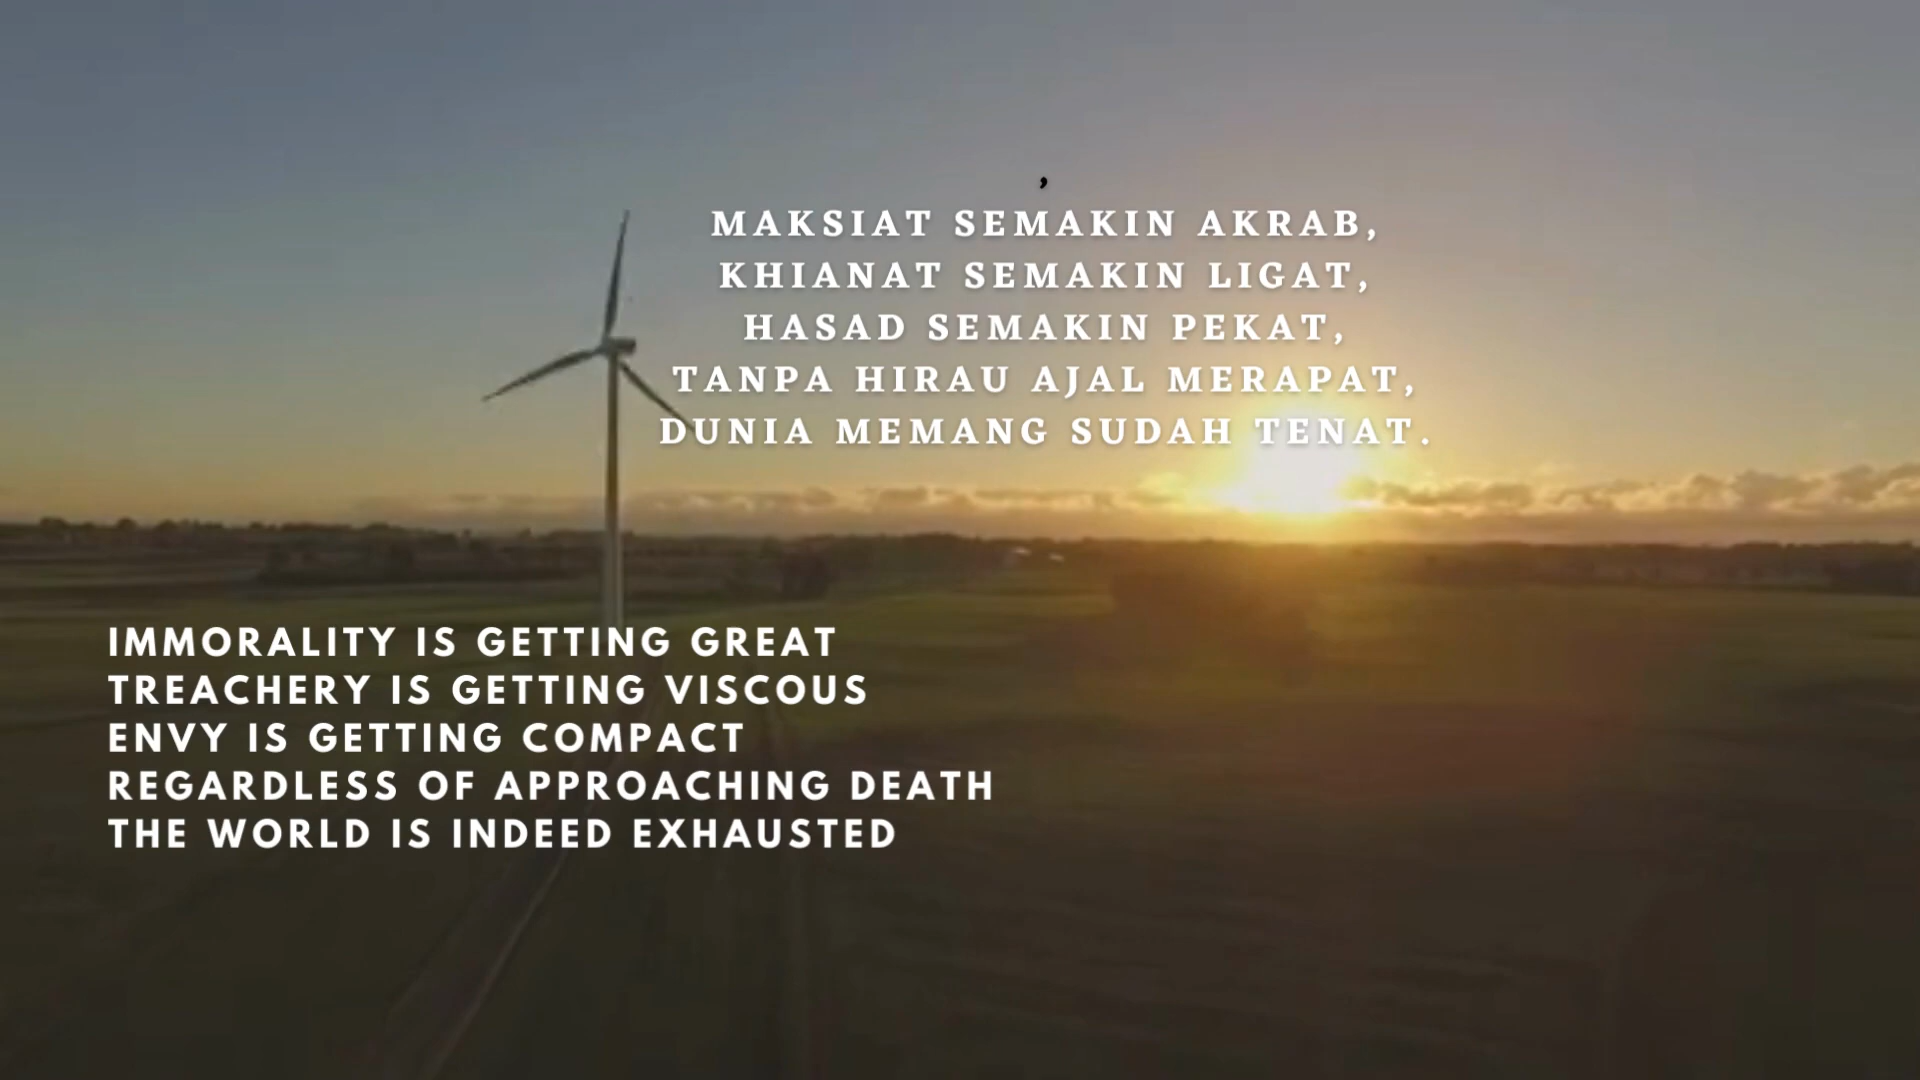 ,
MAKSIAT SEMAKIN AKRAB,
KHIANAT SEMAKIN LIGAT,
HASAD SEMAKIN PEKAT,
TANPA HIRAU AJAL MERAPAT,
DUNIA MEMANG SUDAH TENAT.
IMMORALITY IS GETTING GREAT
TREACHERY IS GETTING VISCOUS
ENVY IS GETTING COMPACT
REGARDLESS OF APPROACHING DEATH
THE WORLD IS INDEED EXHAUSTED